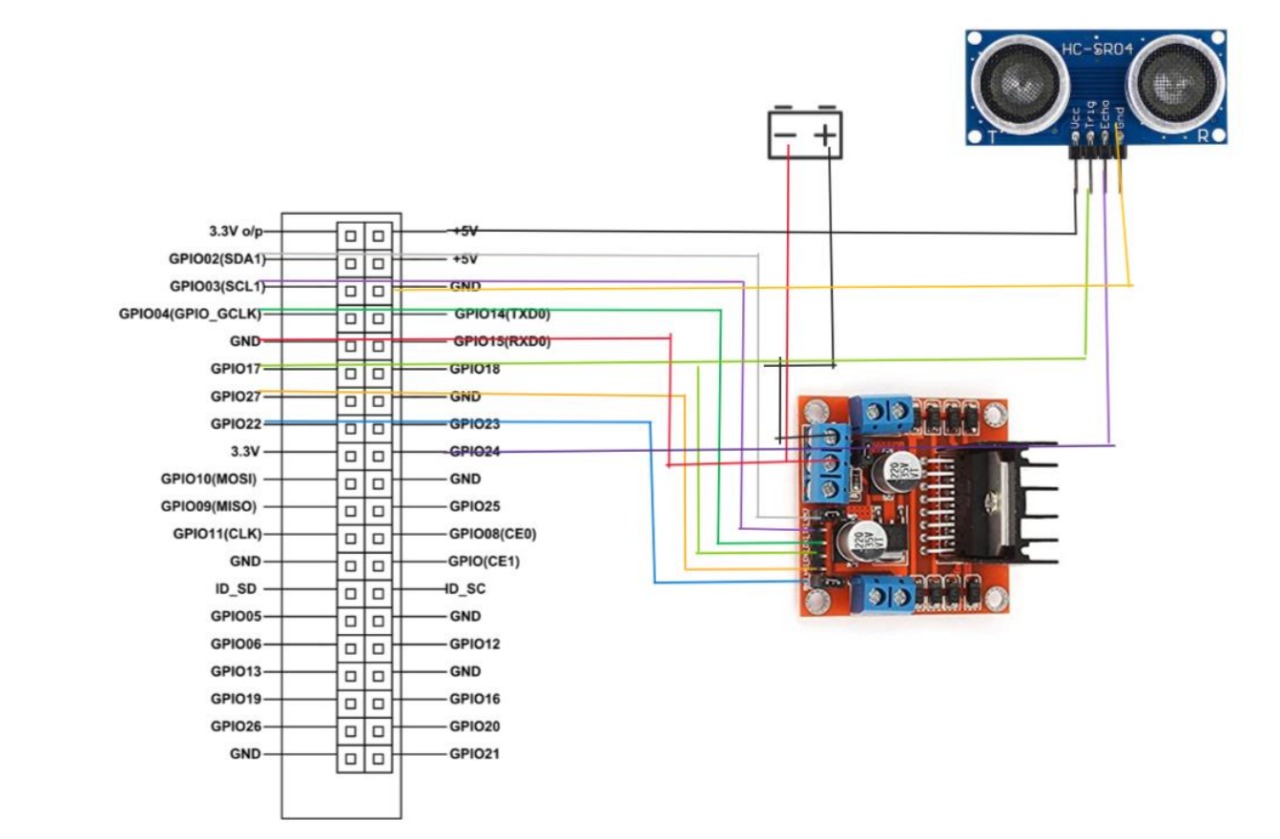 HC-SR04
Vcc
Trig
Echo
Gnd
T
R
− +
3.3V o/p +5V
GPIO02(SDA1) +5V
GPIO03(SCL1) GND
GPIO04(GPIO_GCLK) GPIO14(TXD0)
GND GPIO15(RXD0)
GPIO17 GPIO18
GPIO27 GND
GPIO22 GPIO23
3.3V GPIO24
GPIO10(MOSI) GND
GPIO09(MISO) GPIO25
GPIO11(CLK) GPIO08(CE0)
GND GPIO(CE1)
ID_SD ID_SC
GPIO05 GND
GPIO06 GPIO12
GPIO13 GND
GPIO19 GPIO16
GPIO26 GPIO20
GND GPIO21